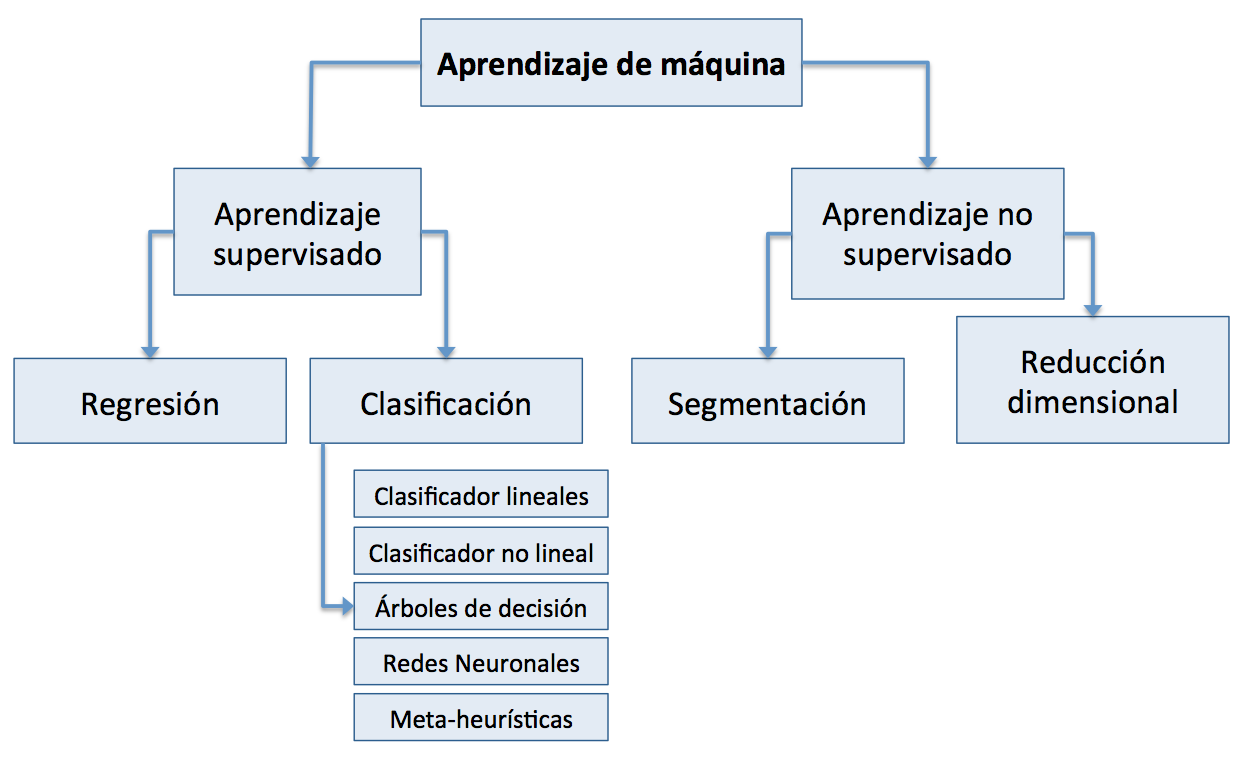 Aprendizaje de máquina
Aprendizaje
supervisado
Aprendizaje no
supervisado
Regresión
Clasificación
Segmentación
Reducción
dimensional
Clasificador lineales
Clasificador no lineal
Árboles de decisión
Redes Neuronales
Meta-heurísticas